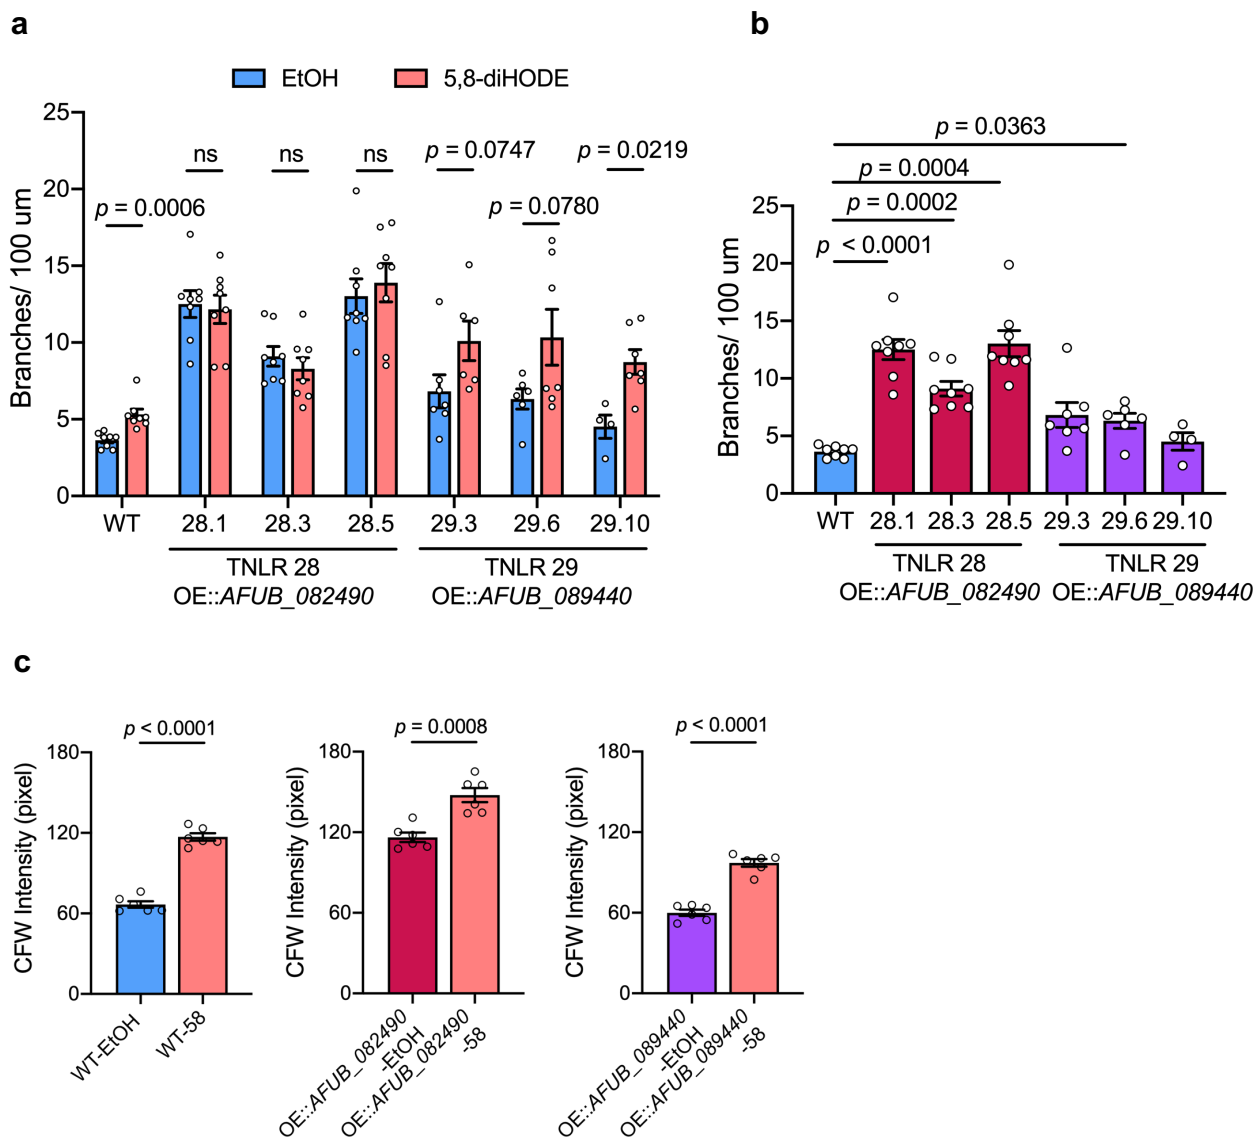 a
EtOH 5,8-diHODE
Branches/ 100 um
25
20
15
10
5
0
p = 0.0006
ns
ns
ns
p = 0.0747
p = 0.0780
p = 0.0219
WT 28.1 28.3 28.5 29.3 29.6 29.10
TNLR 28 TNLR 29
OE::AFUB_082490 OE::AFUB_089440
b
p = 0.0363
p = 0.0004
p = 0.0002
p < 0.0001
Branches/ 100 um
25
20
15
10
5
0
WT 28.1 28.3 28.5 29.3 29.6 29.10
TNLR 28 TNLR 29
OE::AFUB_082490 OE::AFUB_089440
c
p < 0.0001
CFW Intensity (pixel)
180
120
60
0
WT-EtOH
WT-58
p = 0.0008
CFW Intensity (pixel)
180
120
60
0
OE::AFUB_082490
-EtOH
OE::AFUB_082490
-58
p < 0.0001
CFW Intensity (pixel)
180
120
60
0
OE::AFUB_089440
-EtOH
OE::AFUB_089440
-58